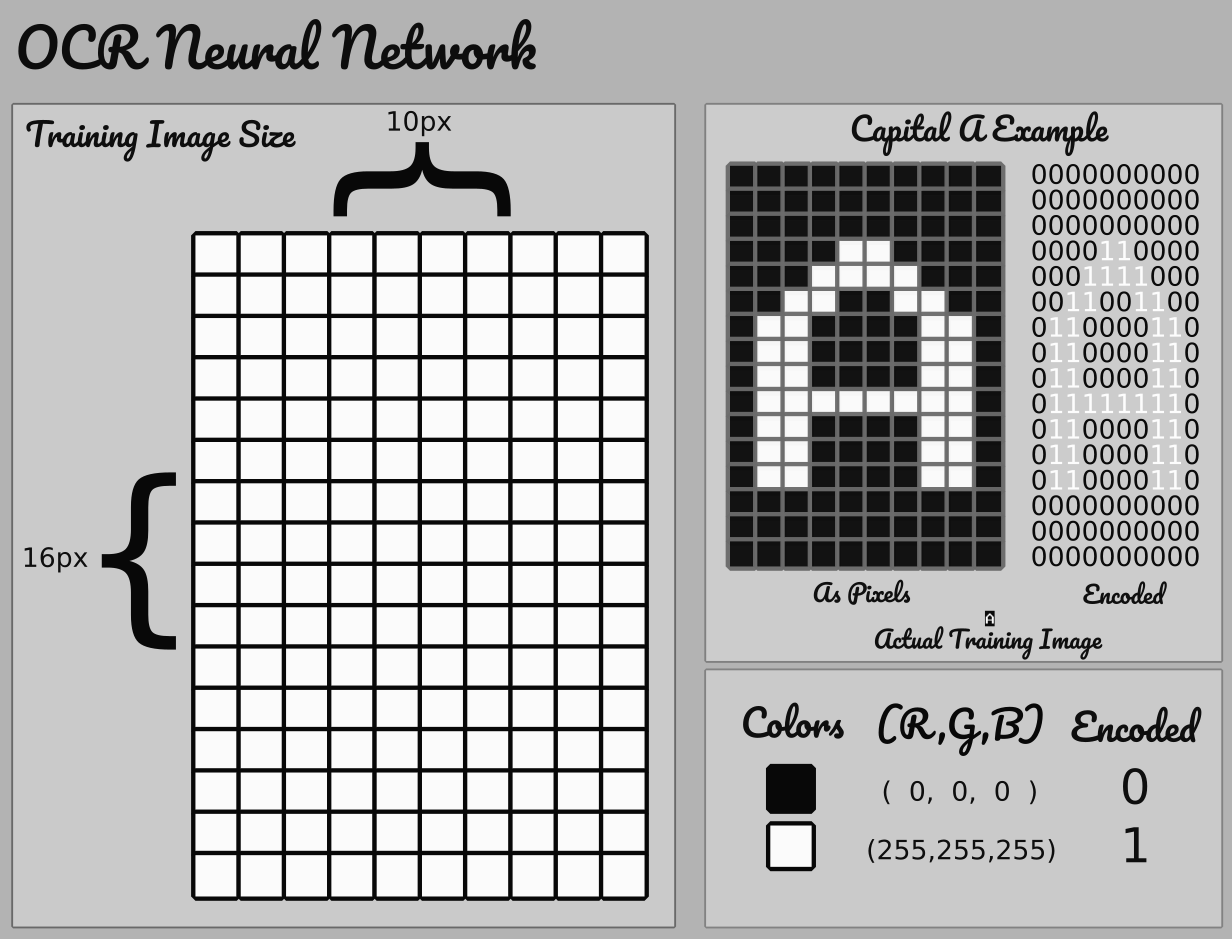 OCR Neural Network
Training Image Size
10px
16px
Capital A Example
0000000000
0000000000
0000000000
0000110000
0001111000
0011001100
0110000110
0110000110
0110000110
0111111110
0110000110
0110000110
0110000110
0000000000
0000000000
0000000000
As Pixels
Encoded
A
Actual Training Image
Colors (R,G,B) Encoded
( 0, 0, 0 ) 0
(255,255,255) 1